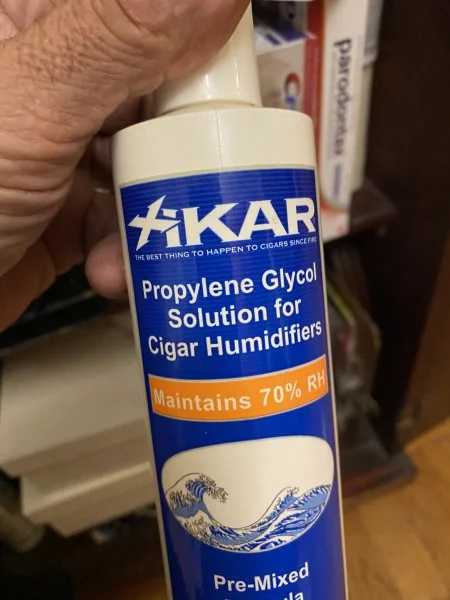 XIKAR
THE BEST THING TO HAPPEN TO CIGARS SINCE FIRE
Propylene Glycol
Solution for
Cigar Humidifiers
Maintains 70% RH
Pre-Mixed
parodontax